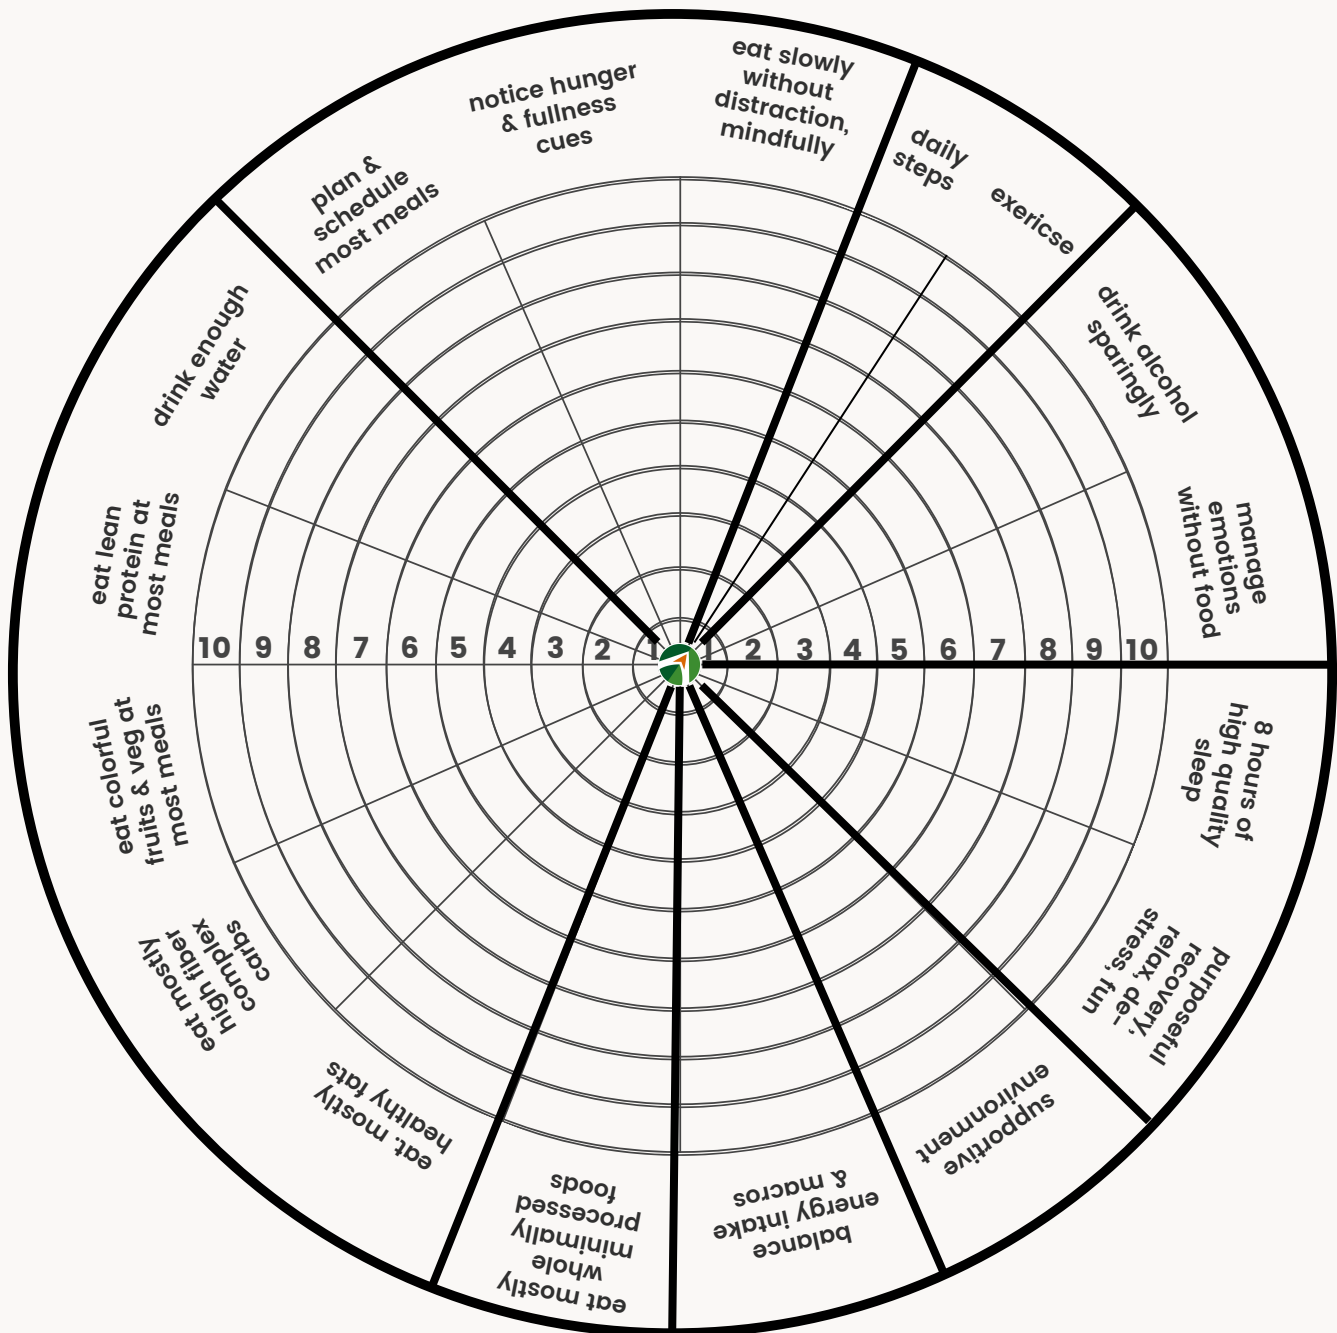 eat slowly
without
distraction,
mindfully
daily
steps
exericse
drink alcohol
sparingly
manage
emotions
without food
8 hours of
high quality
sleep
purposeful
recovery,
relax, de-
stress, fun
supportive
environment
balance
energy intake
& macros
eat mostly
whole
minimally
processed
foods
eat. mostly
healthy fats
eat mostly
high fiber
complex
carbs
eat colorful
fruits & veg at
most meals
eat lean
protein at
most meals
drink enough
water
plan &
schedule
most meals
notice hunger
& fullness
cues
10 9 8 7 6 5 4 3 2 1 1 2 3 4 5 6 7 8 9 10